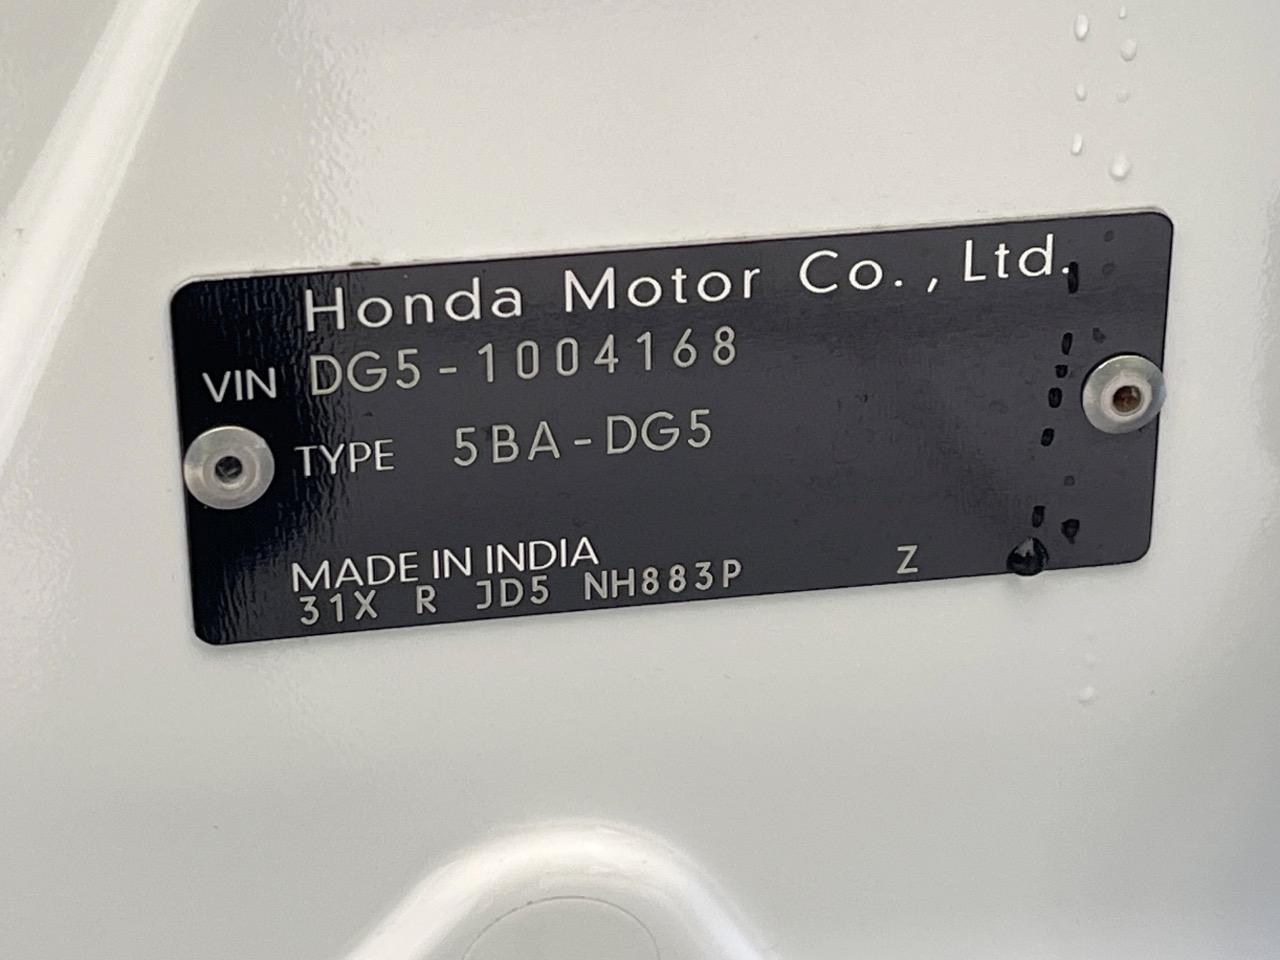 Honda Motor Co., Ltd.
VIN DG5-1004168
TYPE 5BA-DG5
MADE IN INDIA
31X R JD5 NH883P Z